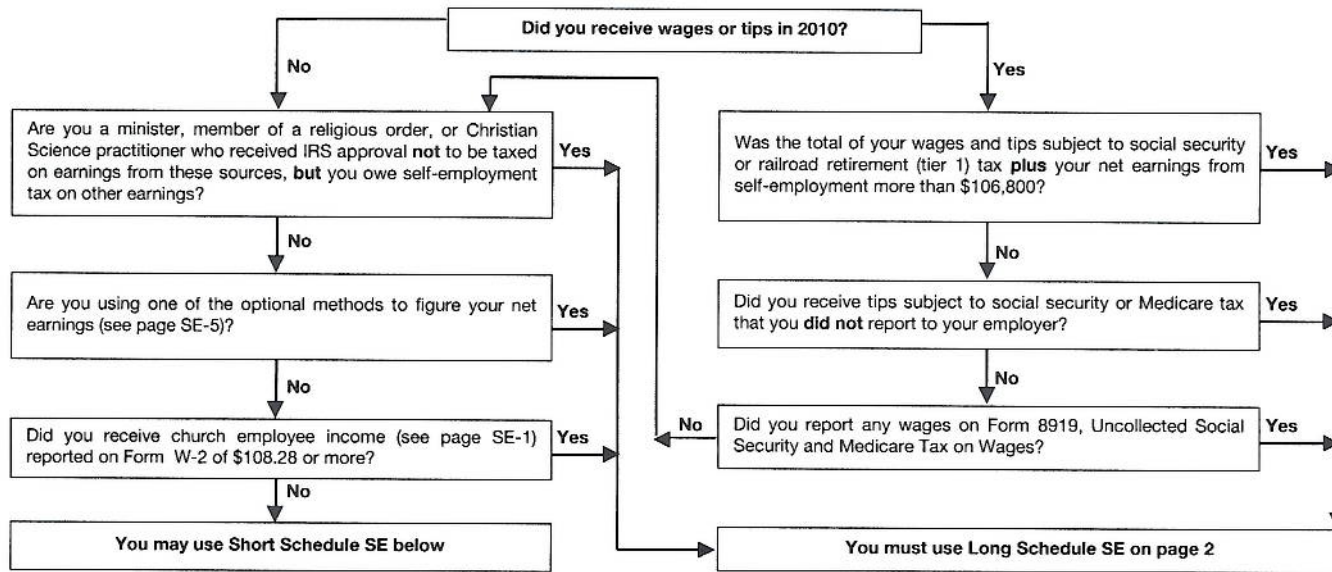 Did you receive wages or tips in 2010?
No
Yes
Are you a minister, member of a religious order, or Christian
Science practitioner who received IRS approval not to be taxed
on earnings from these sources, but you owe self-employment
tax on other earnings?
Yes
Was the total of your wages and tips subject to social security
or railroad retirement (tier 1) tax plus your net earnings from
self-employment more than $106,800?
Yes
No
No
Are you using one of the optional methods to figure your net
earnings (see page SE-5)?
Yes
Did you receive tips subject to social security or Medicare tax
that you did not report to your employer?
Yes
No
No
Did you receive church employee income (see page SE-1)
reported on Form W-2 of $108.28 or more?
Yes
No
Did you report any wages on Form 8919, Uncollected Social
Security and Medicare Tax on Wages?
Yes
No
You may use Short Schedule SE below
You must use Long Schedule SE on page 2